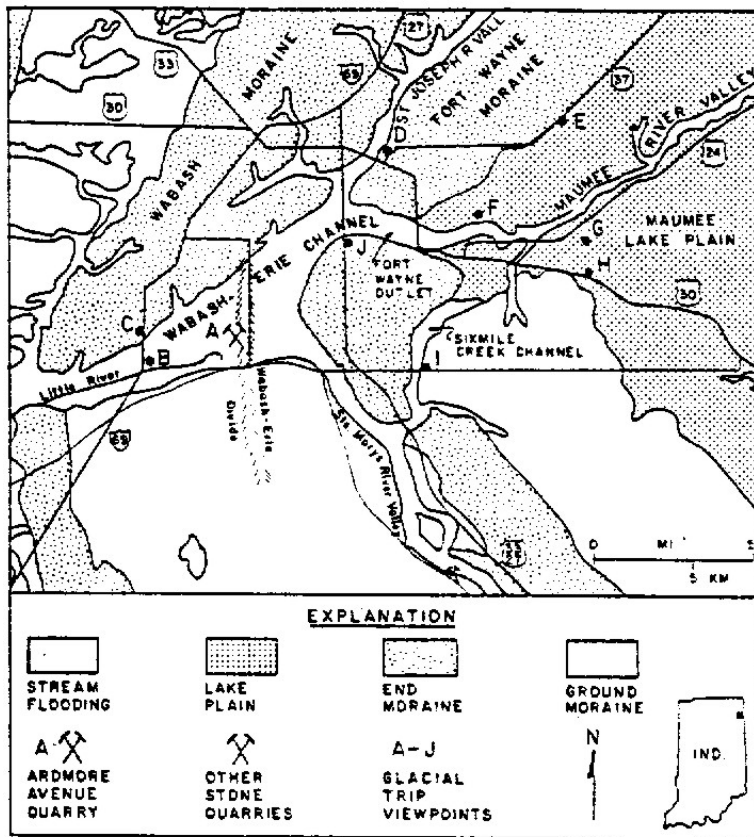 33
27
69
ST JOSEPH R VALL
FORT WAYNE
MORAINE
37
30
MORAINE
D
E
RIVER VALLEY
24
WABASH
F
MAUMEE
G
MAUMEE
LAKE PLAIN
WABASH-ERIE CHANNEL
J
FORT
WAYNE
OUTLET
H
30
C
A
SIXMILE
CREEK CHANNEL
B
I
Little River
Wabash-Erie
Divide
69
Sta Marys River Valley
0 MI 5
5 KM
EXPLANATION
STREAM
FLOODING
LAKE
PLAIN
END
MORAINE
GROUND
MORAINE
A
ARDMORE
AVENUE
QUARRY
OTHER
STONE
QUARRIES
A-J
GLACIAL
TRIP
VIEWPOINTS
N
IND.